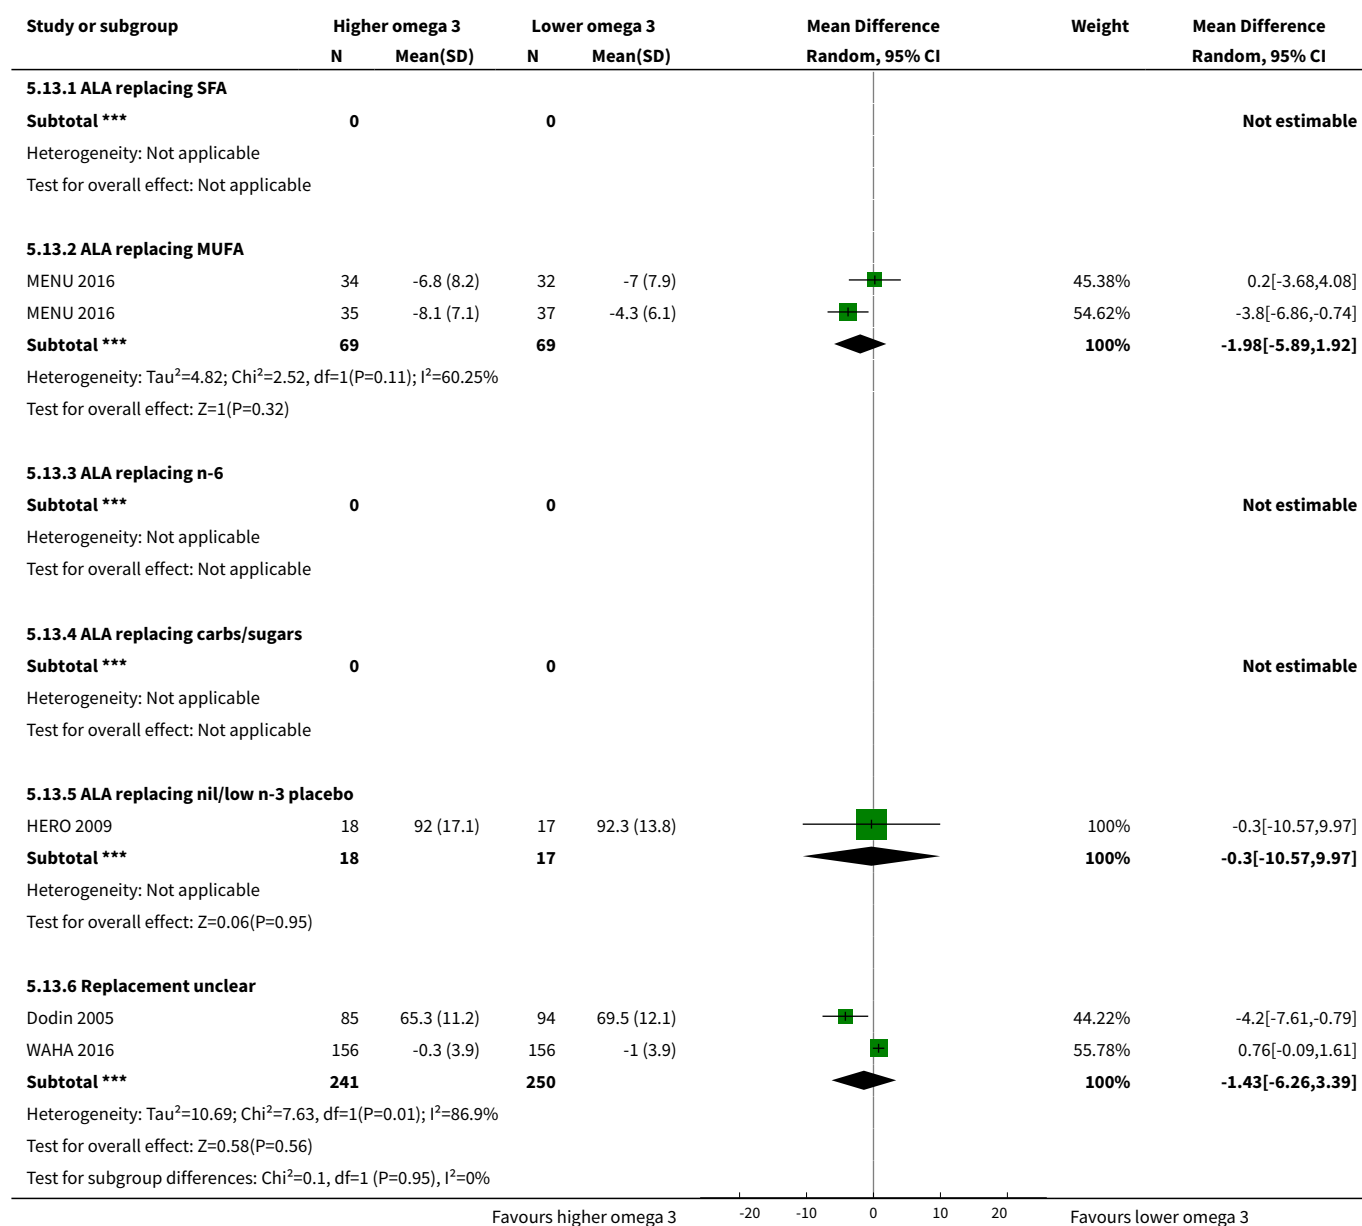 Study or subgroup Higher omega 3 Lower omega 3 Mean Difference Weight Mean Difference
N Mean(SD) N Mean(SD) Random, 95% CI Random, 95% CI
5.13.1 ALA replacing SFA
Subtotal *** 0 0 Not estimable
Heterogeneity: Not applicable
Test for overall effect: Not applicable
5.13.2 ALA replacing MUFA
MENU 2016 34 -6.8 (8.2) 32 -7 (7.9) 45.38% 0.2[-3.68,4.08]
MENU 2016 35 -8.1 (7.1) 37 -4.3 (6.1) 54.62% -3.8[-6.86,-0.74]
Subtotal *** 69 69 100% -1.98[-5.89,1.92]
Heterogeneity: Tau²=4.82; Chi²=2.52, df=1(P=0.11); I²=60.25%
Test for overall effect: Z=1(P=0.32)
5.13.3 ALA replacing n-6
Subtotal *** 0 0 Not estimable
Heterogeneity: Not applicable
Test for overall effect: Not applicable
5.13.4 ALA replacing carbs/sugars
Subtotal *** 0 0 Not estimable
Heterogeneity: Not applicable
Test for overall effect: Not applicable
5.13.5 ALA replacing nil/low n-3 placebo
HERO 2009 18 92 (17.1) 17 92.3 (13.8) 100% -0.3[-10.57,9.97]
Subtotal *** 18 17 100% -0.3[-10.57,9.97]
Heterogeneity: Not applicable
Test for overall effect: Z=0.06(P=0.95)
5.13.6 Replacement unclear
Dodin 2005 85 65.3 (11.2) 94 69.5 (12.1) 44.22% -4.2[-7.61,-0.79]
WAHA 2016 156 -0.3 (3.9) 156 -1 (3.9) 55.78% 0.76[-0.09,1.61]
Subtotal *** 241 250 100% -1.43[-6.26,3.39]
Heterogeneity: Tau²=10.69; Chi²=7.63, df=1(P=0.01); I²=86.9%
Test for overall effect: Z=0.58(P=0.56)
Test for subgroup differences: Chi²=0.1, df=1 (P=0.95), I²=0%
Favours higher omega 3 -20 -10 0 10 20 Favours lower omega 3